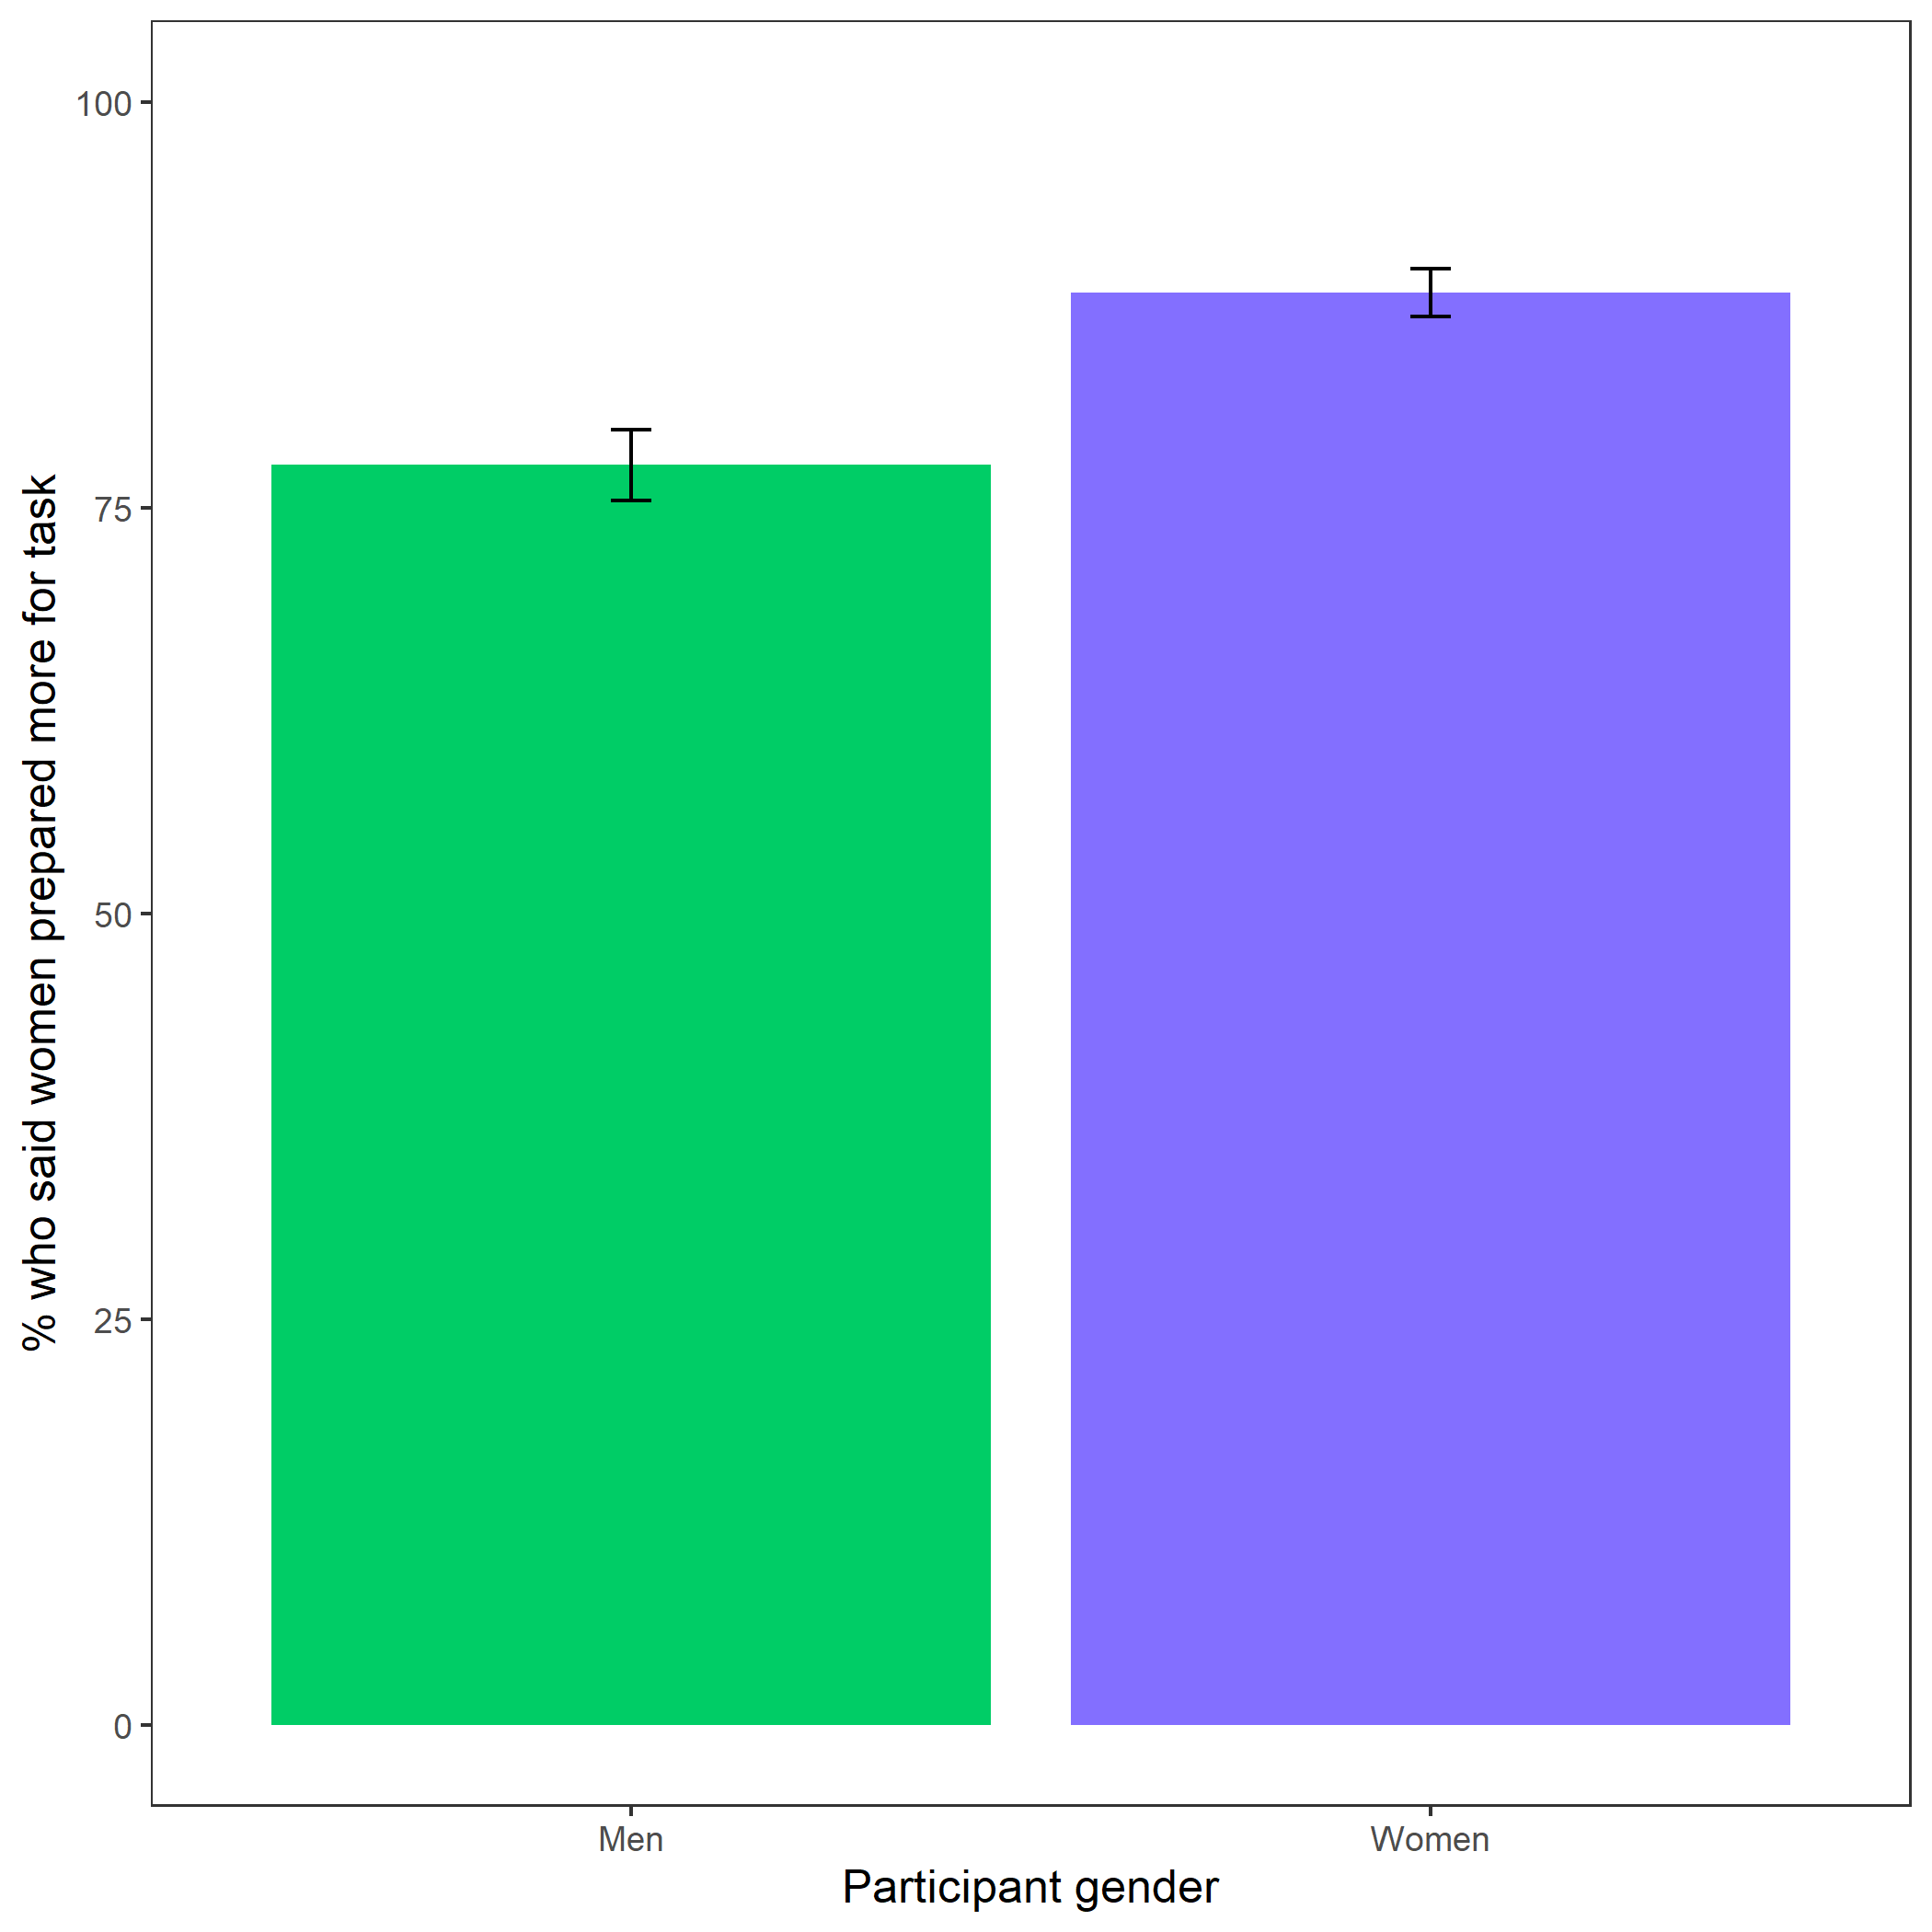 % who said women prepared more for task
100
75
50
25
0
Men
Women
Participant gender